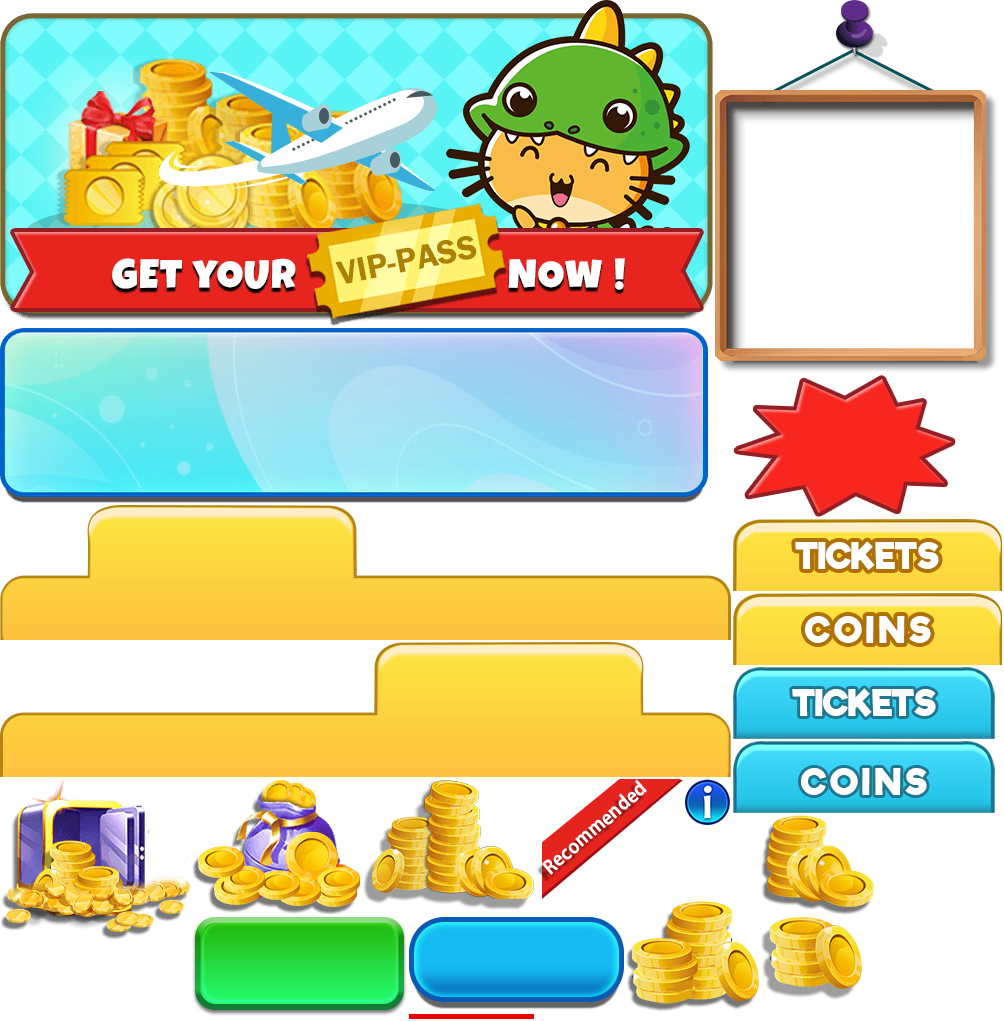 GET YOUR VIP-PASS NOW !
TICKETS
COINS
TICKETS
COINS
Recommended
i